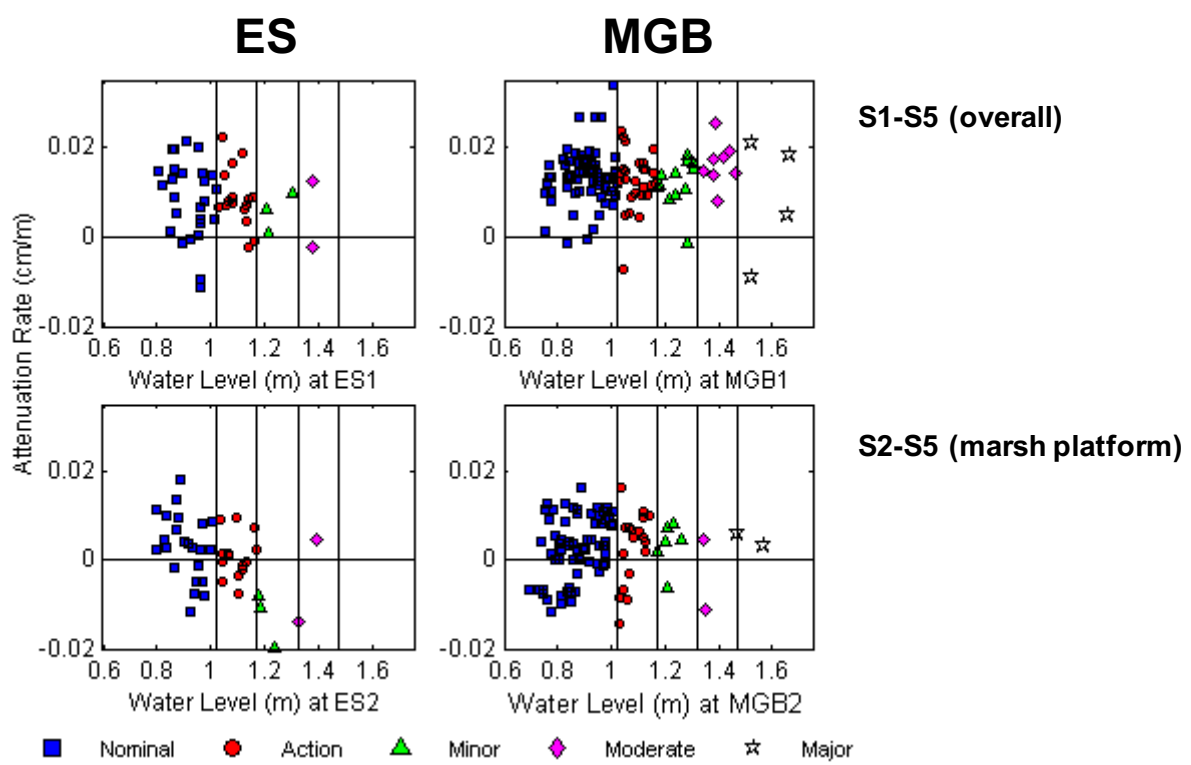 ES MGB
S1-S5 (overall)
Attenuation Rate (cm/m)
0.02 0.02
0 0
-0.02 -0.02
0.6 0.8 1 1.2 1.4 1.6 0.6 0.8 1 1.2 1.4 1.6
Water Level (m) at ES1 Water Level (m) at MGB1
S2-S5 (marsh platform)
0.02 0.02
0 0
-0.02 -0.02
0.6 0.8 1 1.2 1.4 1.6 0.6 0.8 1 1.2 1.4 1.6
Water Level (m) at ES2 Water Level (m) at MGB2
Nominal Action Minor Moderate Major